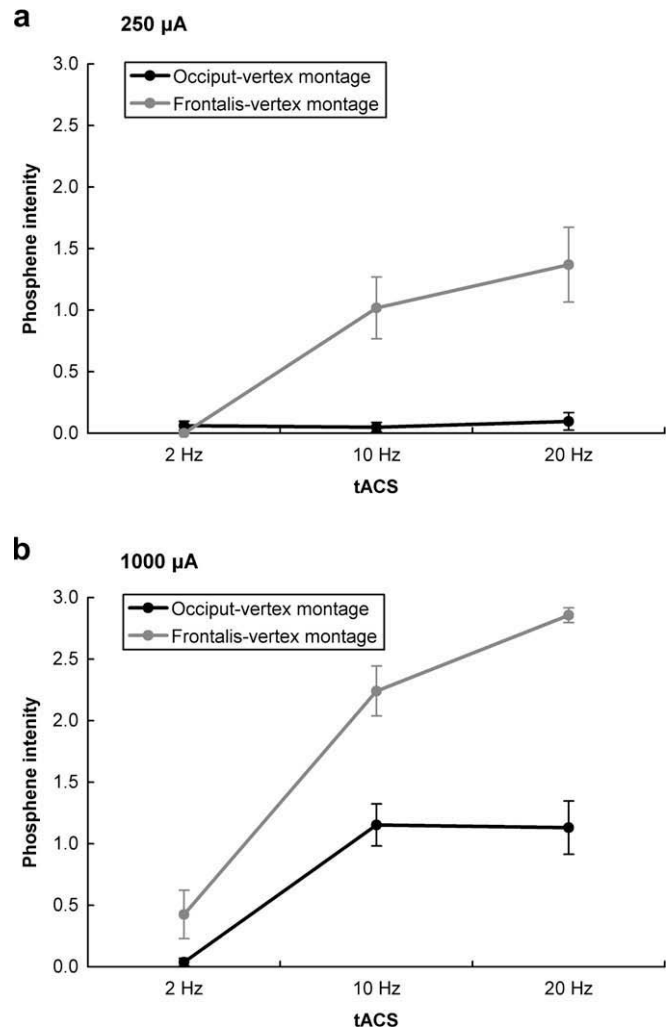 a
250 µA
3.0
Occiput-vertex montage
Frontalis-vertex montage
2.5
2.0
1.5
1.0
0.5
0.0
Phosphene intenity
2 Hz 10 Hz 20 Hz
tACS
b
1000 µA
3.0
Occiput-vertex montage
Frontalis-vertex montage
2.5
2.0
1.5
1.0
0.5
0.0
Phosphene intenity
2 Hz 10 Hz 20 Hz
tACS